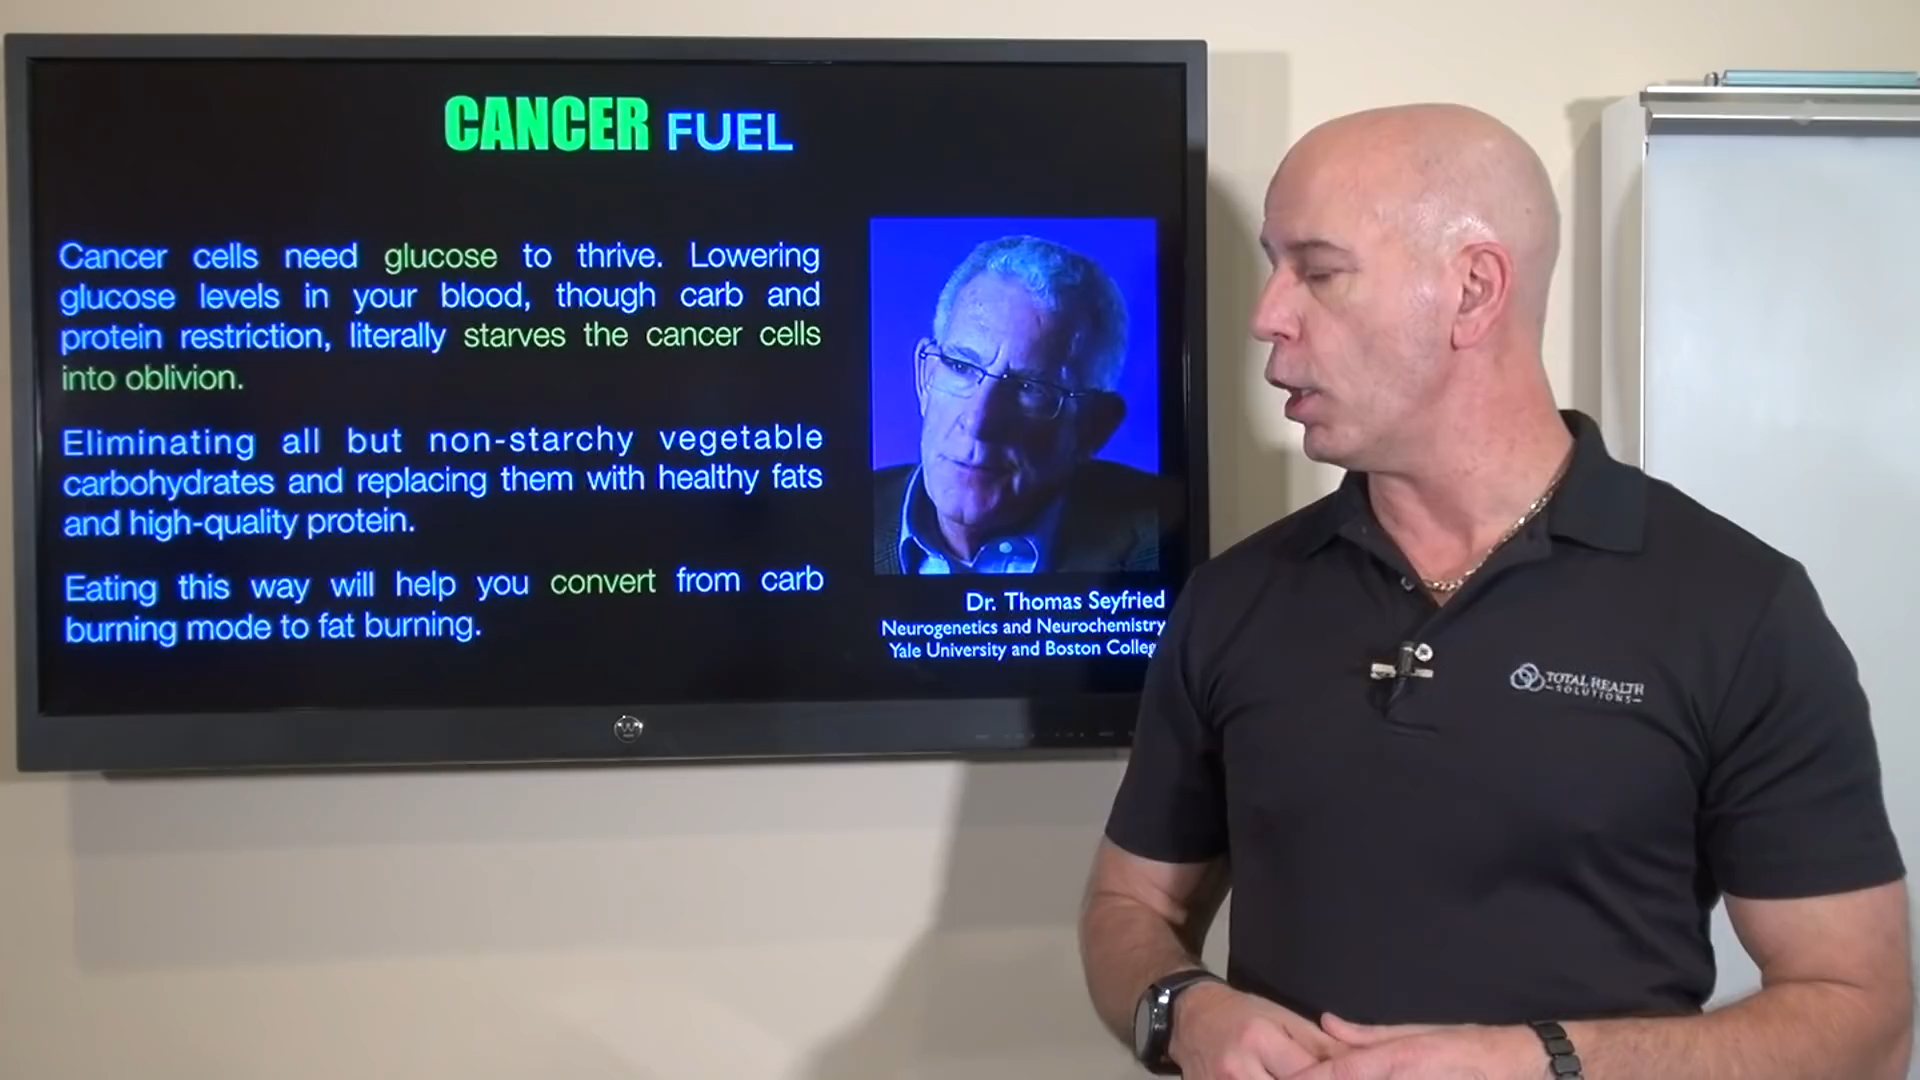 CANCER FUEL
Cancer cells need glucose to thrive. Lowering
glucose levels in your blood, though carb and
protein restriction, literally starves the cancer cells
into oblivion.
Eliminating all but non-starchy vegetable
carbohydrates and replacing them with healthy fats
and high-quality protein.
Eating this way will help you convert from carb
burning mode to fat burning.
Dr. Thomas Seyfried
Neurogenetics and Neurochemistry
Yale University and Boston Colleg
TOTAL HEALTH
SOLUTIONS